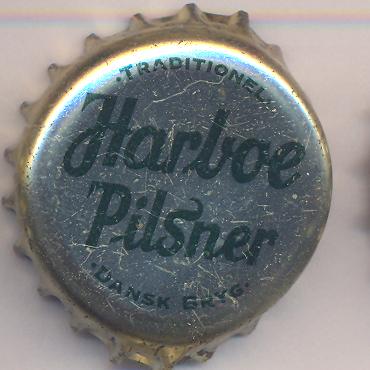 ·TRADITIONEL·
Harboe
Pilsner
·DANSK BRYG·